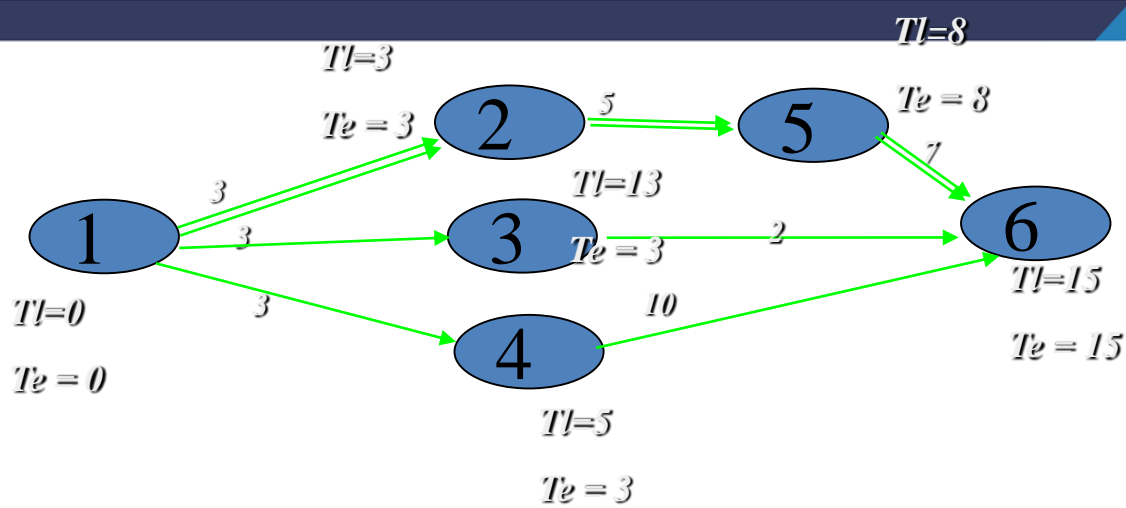 Tl=8
Tl=3
Te = 8
Te = 3
2
5
5
7
3
Tl=13
1
3
3
Te = 3
2
6
Tl=15
3
10
Tl=0
4
Te = 15
Te = 0
Tl=5
Te = 3